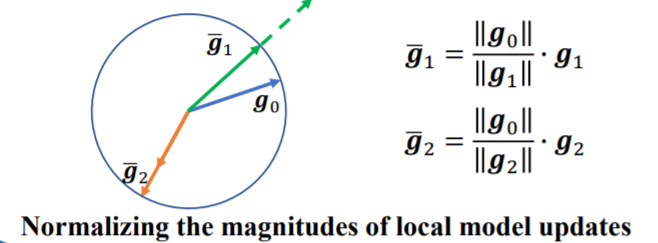 ḡ₁
g₀
ḡ₂
ḡ₁ = ‖g₀‖ / ‖g₁‖ · g₁
ḡ₂ = ‖g₀‖ / ‖g₂‖ · g₂
Normalizing the magnitudes of local model updates